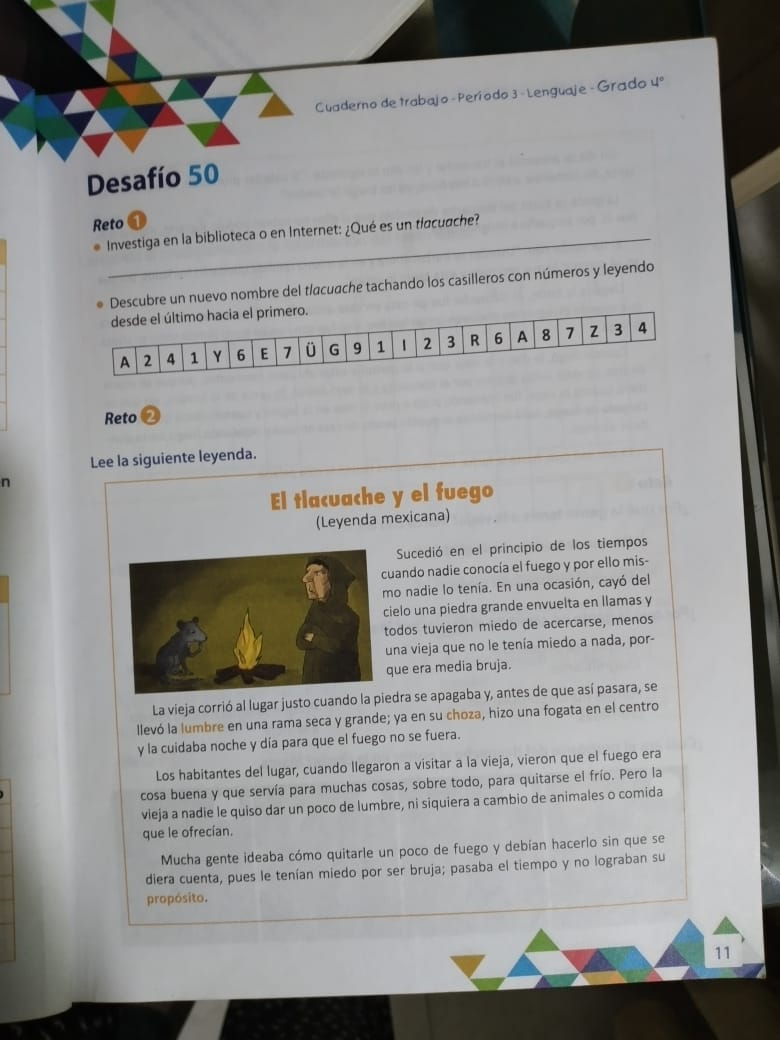 Cuaderno de trabajo - Período 3 - Lenguaje - Grado 4°
Desafío 50
Reto 1
• Investiga en la biblioteca o en Internet: ¿Qué es un tlacuache?
• Descubre un nuevo nombre del tlacuache tachando los casilleros con números y leyendo
desde el último hacia el primero.
A 2 4 1 Y 6 E 7 Ü G 9 1 I 2 3 R 6 A 8 7 Z 3 4
Reto 2
Lee la siguiente leyenda.
El tlacuache y el fuego
(Leyenda mexicana)
Sucedió en el principio de los tiempos
cuando nadie conocía el fuego y por ello mis-
mo nadie lo tenía. En una ocasión, cayó del
cielo una piedra grande envuelta en llamas y
todos tuvieron miedo de acercarse, menos
una vieja que no le tenía miedo a nada, por-
que era media bruja.
La vieja corrió al lugar justo cuando la piedra se apagaba y, antes de que así pasara, se
llevó la lumbre en una rama seca y grande; ya en su choza, hizo una fogata en el centro
y la cuidaba noche y día para que el fuego no se fuera.
Los habitantes del lugar, cuando llegaron a visitar a la vieja, vieron que el fuego era
cosa buena y que servía para muchas cosas, sobre todo, para quitarse el frío. Pero la
vieja a nadie le quiso dar un poco de lumbre, ni siquiera a cambio de animales o comida
que le ofrecían.
Mucha gente ideaba cómo quitarle un poco de fuego y debían hacerlo sin que se
diera cuenta, pues le tenían miedo por ser bruja; pasaba el tiempo y no lograban su
propósito.
11